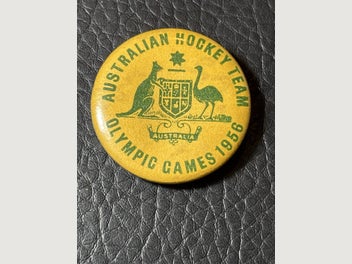 AUSTRALIAN HOCKEY TEAM
AUSTRALIA
OLYMPIC GAMES 1956